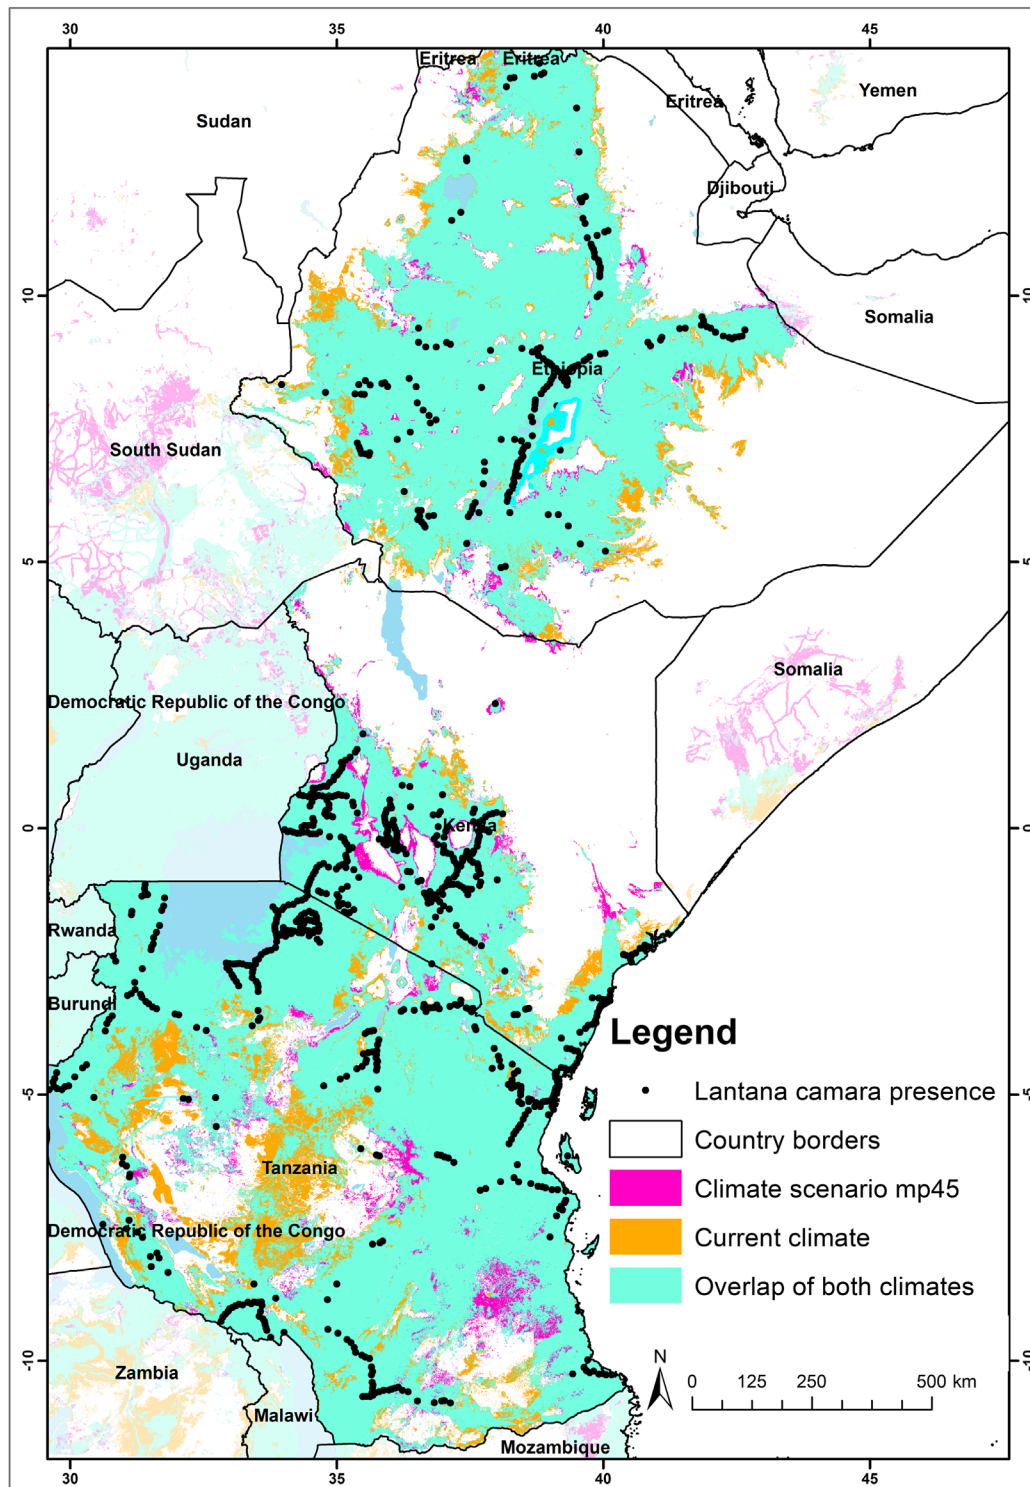 30 35 40 45
Eritrea Eritrea
Yemen
Eritrea
Sudan
Djibouti
10 10
Somalia
Ethiopia
South Sudan
5 5
Somalia
Democratic Republic of the Congo
Uganda
Kenya
0 0
Rwanda
Burundi
Legend
-5 -5
Lantana camara presence
Country borders
Tanzania
Climate scenario mp45
Democratic Republic of the Congo
Current climate
Overlap of both climates
N
-10 -10
Zambia
0 125 250 500 km
Malawi
Mozambique
30 35 40 45